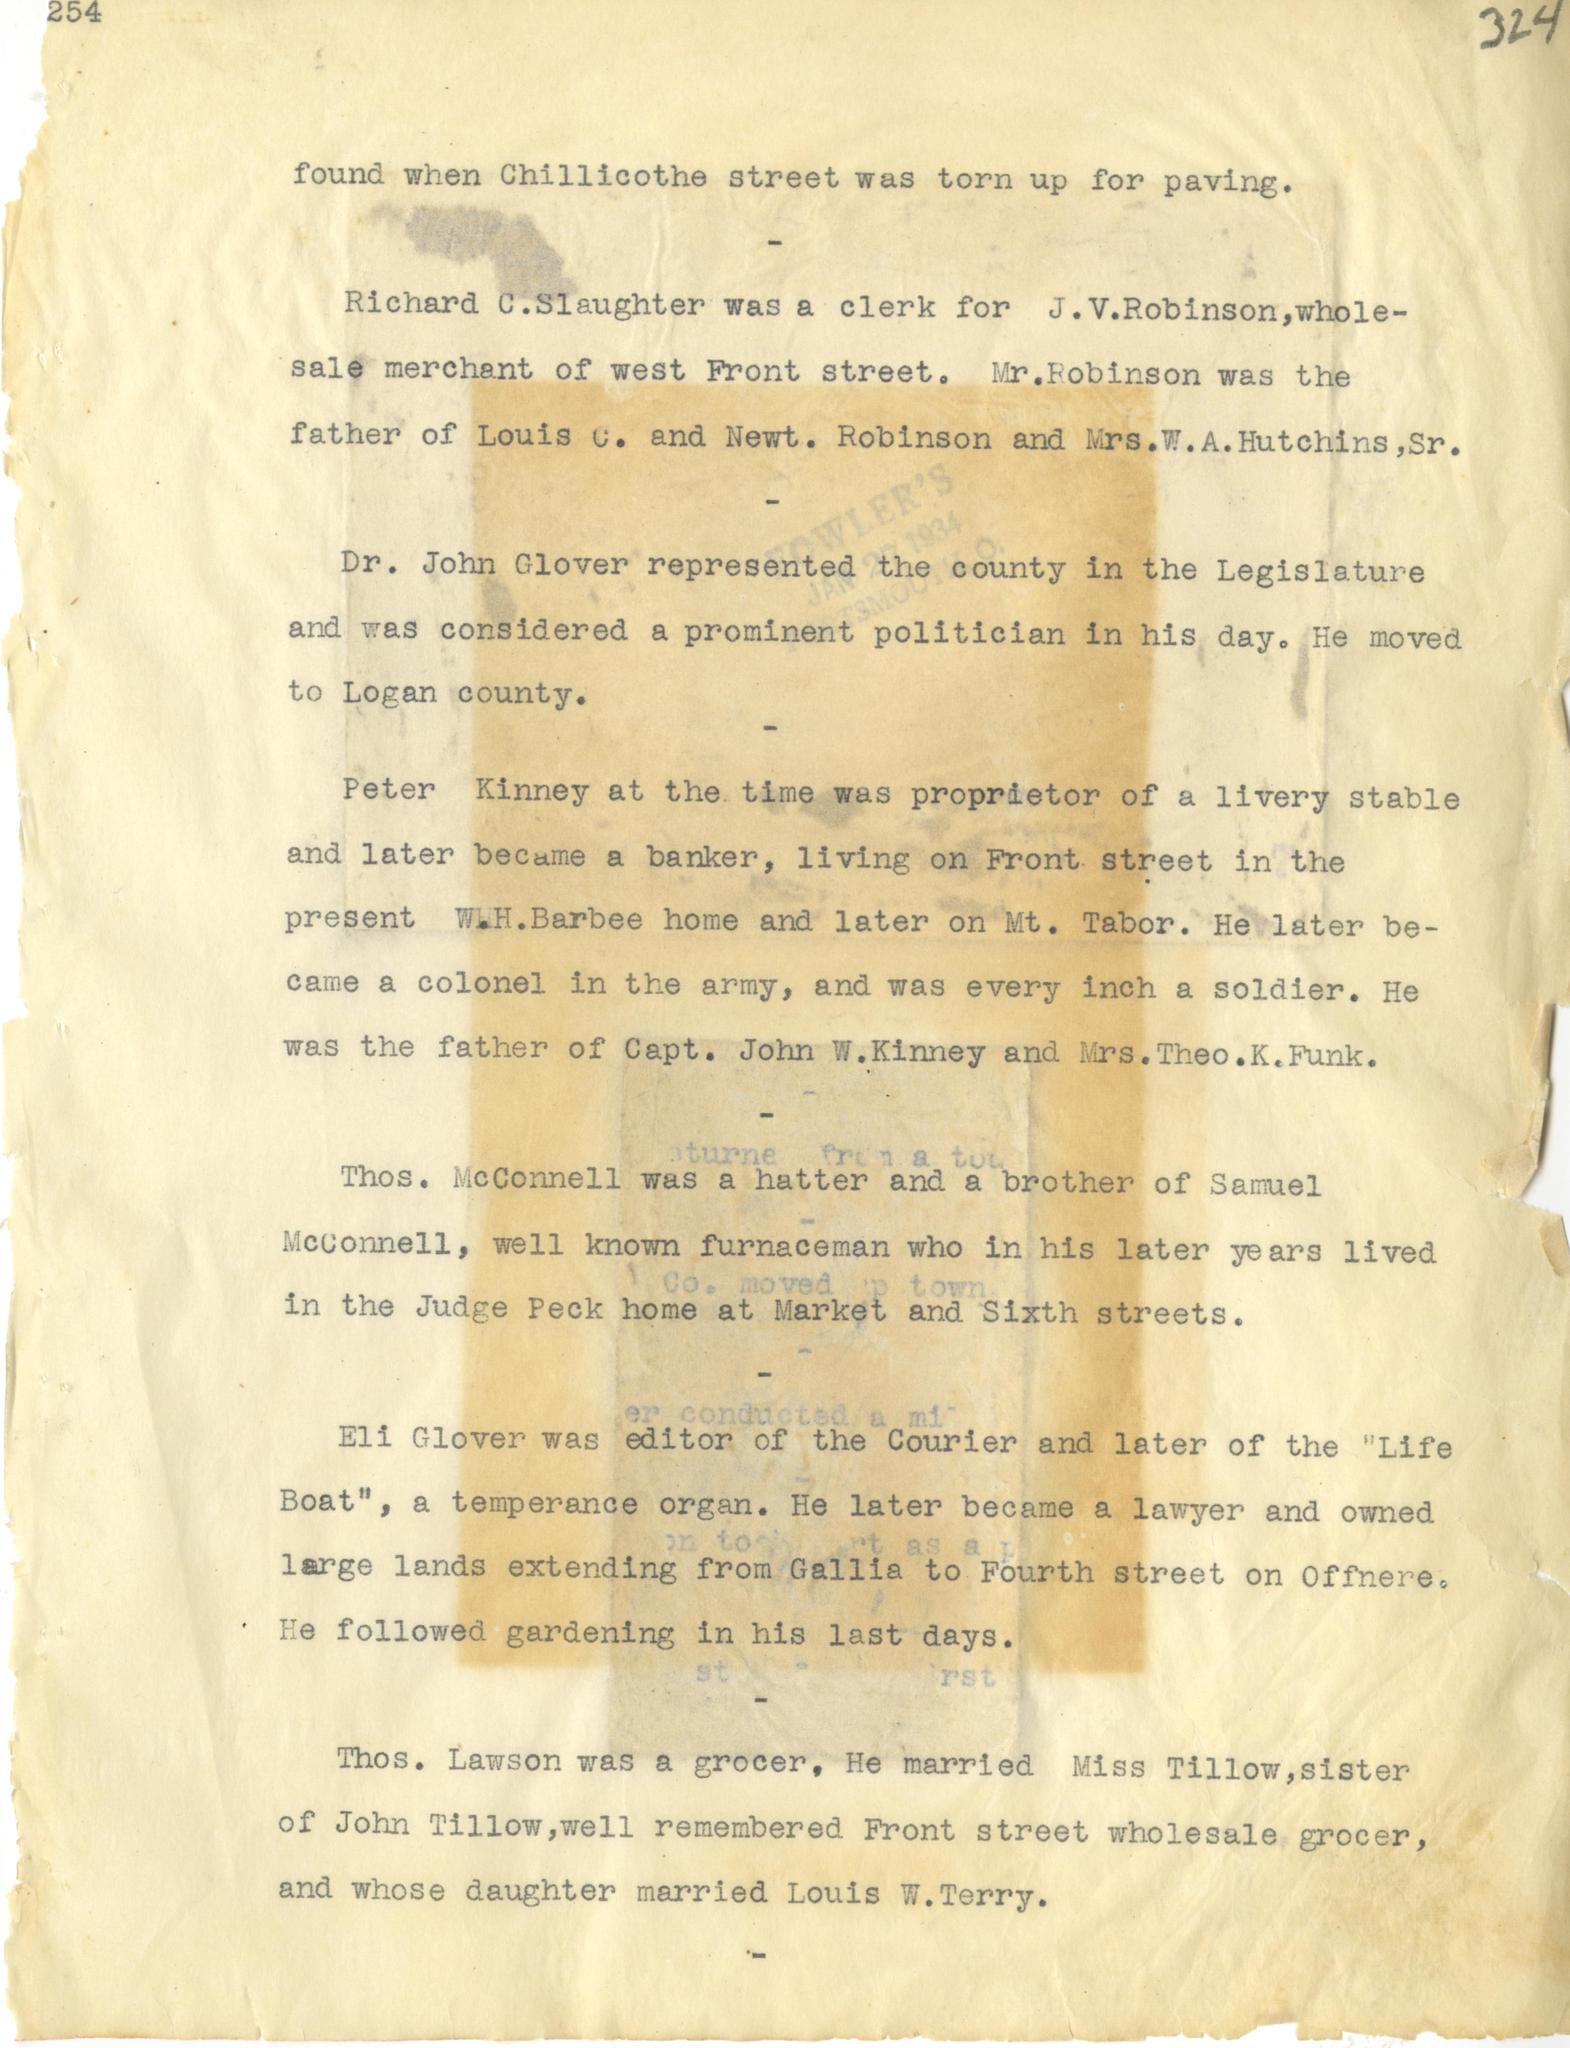 254
324
found when Chillicothe street was torn up for paving.
-
Richard C.Slaughter was a clerk for J.V.Robinson,whole-
sale merchant of west Front street. Mr.Robinson was the
father of Louis C. and Newt. Robinson and Mrs.W.A.Hutchins,Sr.
-
Dr. John Glover represented the county in the Legislature
and was considered a prominent politician in his day. He moved
to Logan county.
-
Peter Kinney at the time was proprietor of a livery stable
and later became a banker, living on Front street in the
present W.H.Barbee home and later on Mt. Tabor. He later be-
came a colonel in the army, and was every inch a soldier. He
was the father of Capt. John W.Kinney and Mrs.Theo.K.Funk.
-
Thos. McConnell was a hatter and a brother of Samuel
McConnell, well known furnaceman who in his later years lived
in the Judge Peck home at Market and Sixth streets.
-
Eli Glover was editor of the Courier and later of the "Life
Boat", a temperance organ. He later became a lawyer and owned
large lands extending from Gallia to Fourth street on Offnere.
He followed gardening in his last days.
-
Thos. Lawson was a grocer. He married Miss Tillow,sister
of John Tillow,well remembered Front street wholesale grocer,
and whose daughter married Louis W.Terry.
-